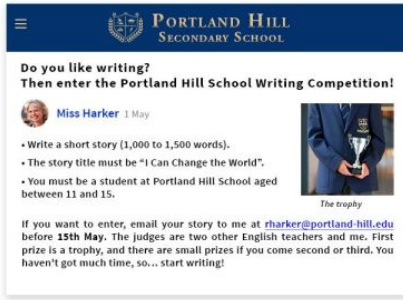 PORTLAND HILL
SECONDARY SCHOOL
Do you like writing?
Then enter the Portland Hill School Writing Competition!
Miss Harker 1 May
• Write a short story (1,000 to 1,500 words).
• The story title must be “I Can Change the World”.
• You must be a student at Portland Hill School aged
between 11 and 15.
The trophy
If you want to enter, email your story to me at rharker@portland-hill.edu
before 15th May. The judges are two other English teachers and me. First
prize is a trophy, and there are small prizes if you come second or third. You
haven't got much time, so... start writing!